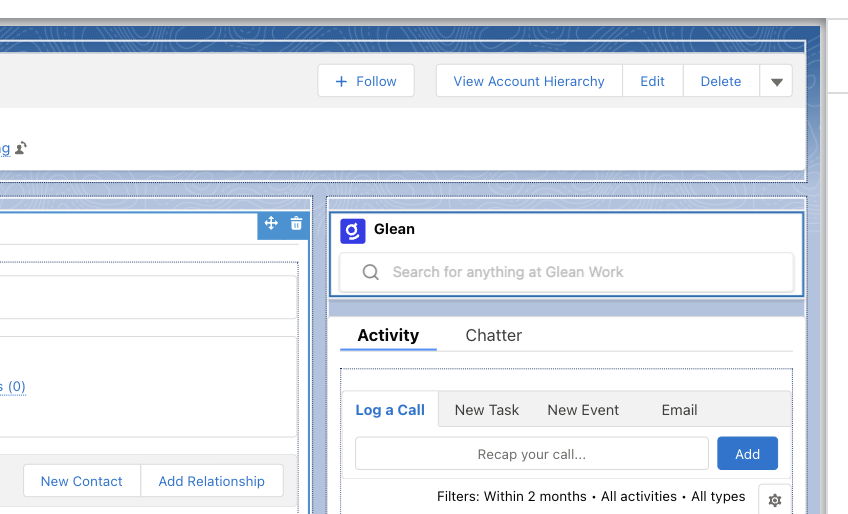 + Follow
View Account Hierarchy
Edit
Delete
Glean
Search for anything at Glean Work
Activity
Chatter
(0)
Log a Call
New Task
New Event
Email
Recap your call...
Add
New Contact
Add Relationship
Filters: Within 2 months • All activities • All types